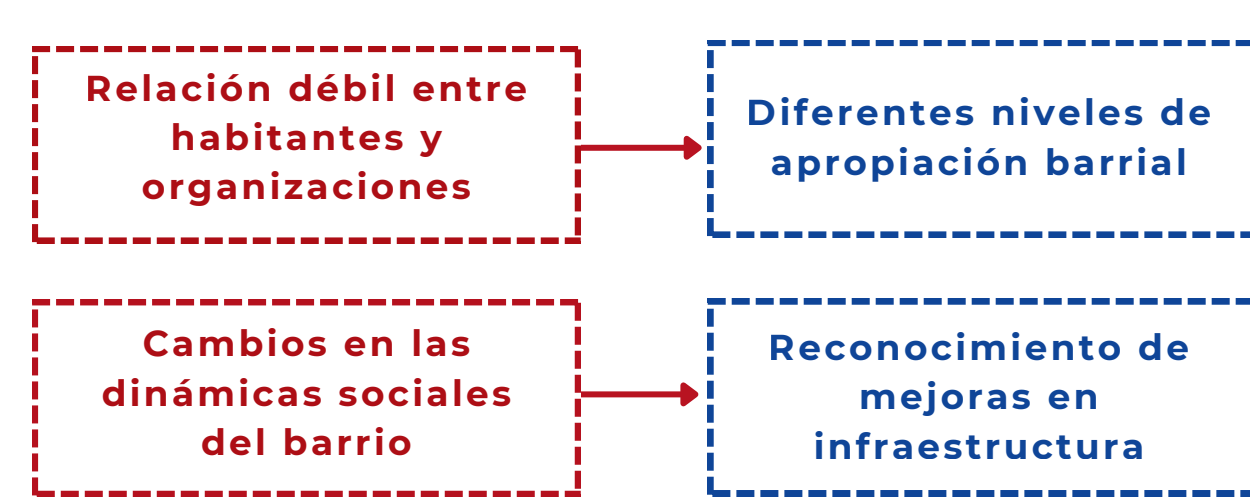 Relación débil entre
habitantes y
organizaciones
Diferentes niveles de
apropiación barrial
Cambios en las
dinámicas sociales
del barrio
Reconocimiento de
mejoras en
infraestructura